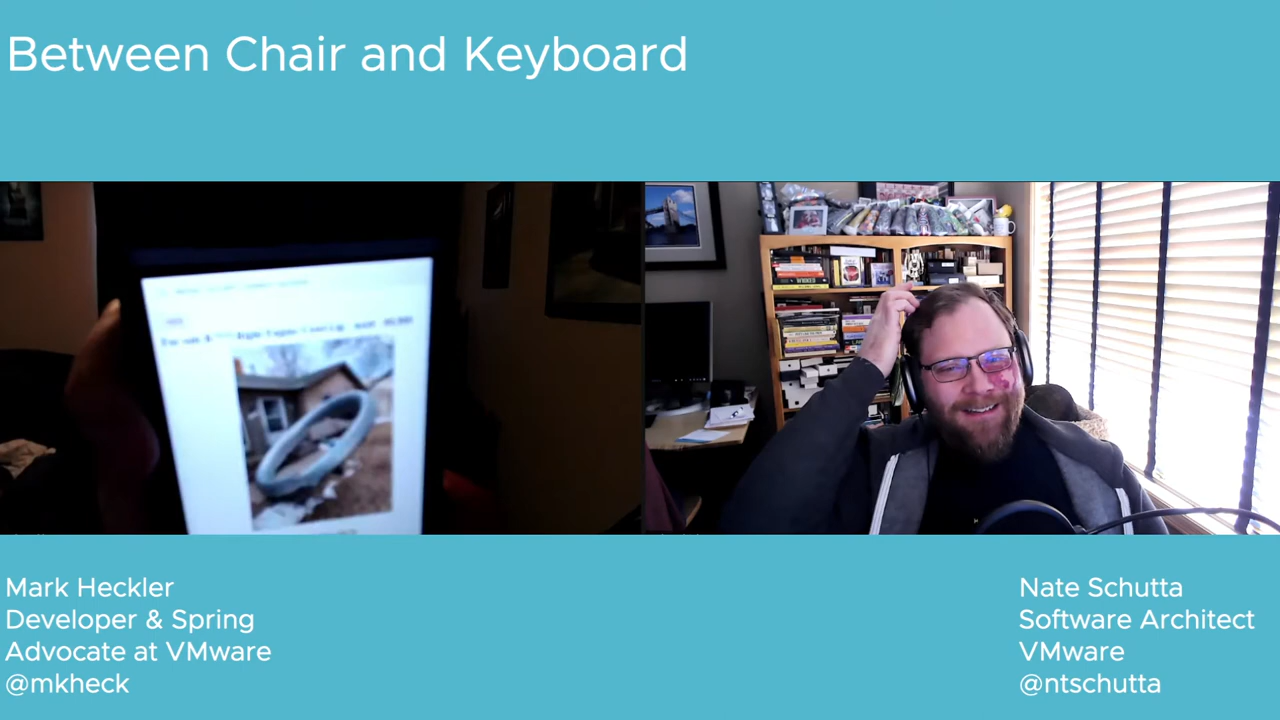 Between Chair and Keyboard
Mark Heckler
Developer & Spring
Advocate at VMware
@mkheck
Nate Schutta
Software Architect
VMware
@ntschutta